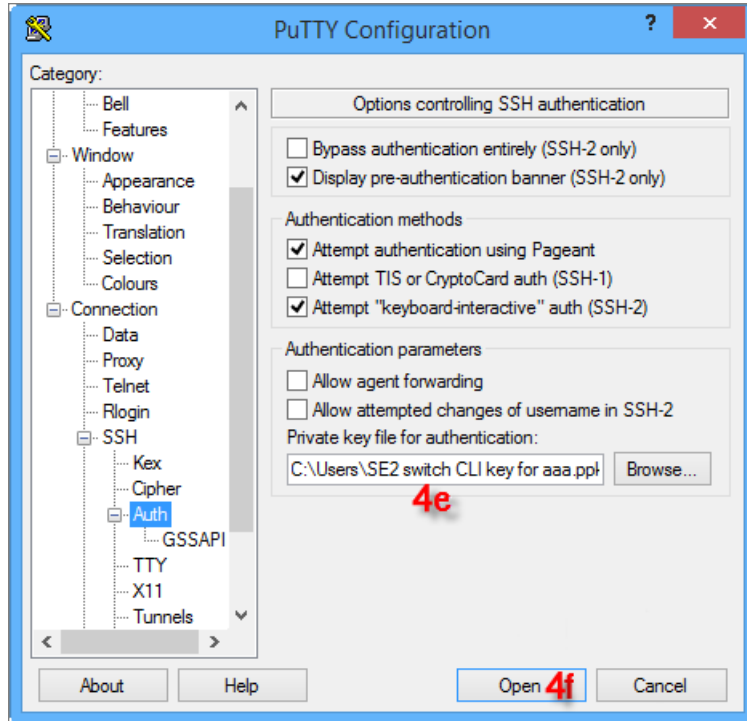 PuTTY Configuration
?
×
Category:
Bell
Features
Window
Appearance
Behaviour
Translation
Selection
Colours
Connection
Data
Proxy
Telnet
Rlogin
SSH
Kex
Cipher
Auth
GSSAPI
TTY
X11
Tunnels
Options controlling SSH authentication
Bypass authentication entirely (SSH-2 only)
Display pre-authentication banner (SSH-2 only)
Authentication methods
Attempt authentication using Pageant
Attempt TIS or CryptoCard auth (SSH-1)
Attempt "keyboard-interactive" auth (SSH-2)
Authentication parameters
Allow agent forwarding
Allow attempted changes of username in SSH-2
Private key file for authentication:
C:\Users\SE2 switch CLI key for aaa.ppk Browse...
4e
About Help Open 4f Cancel